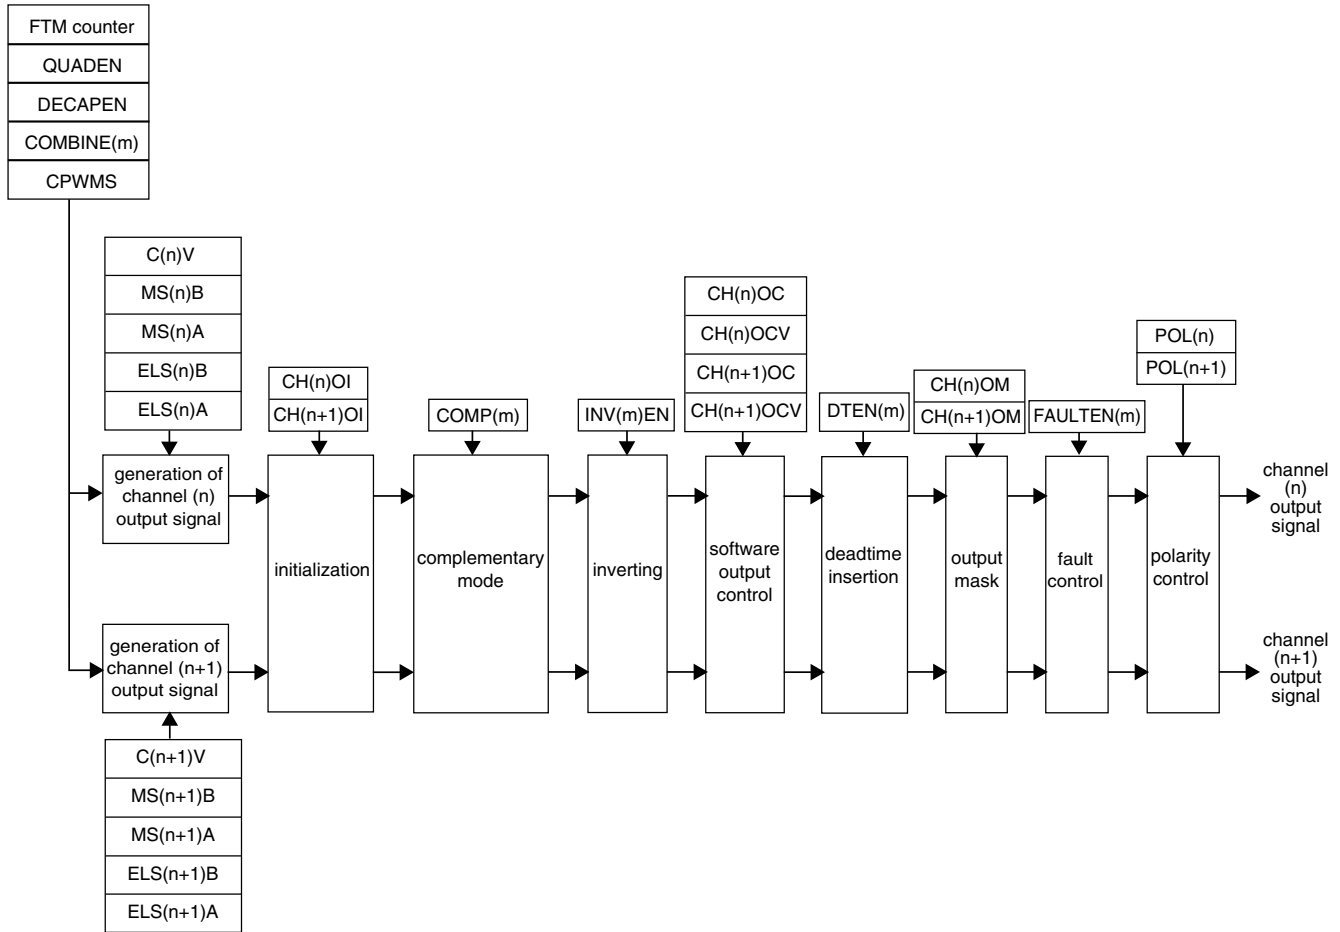 FTM counter
QUADEN
DECAPEN
COMBINE(m)
CPWMS
C(n)V
MS(n)B
MS(n)A
ELS(n)B
ELS(n)A
CH(n)OI
CH(n+1)OI
COMP(m)
INV(m)EN
CH(n)OC
CH(n)OCV
CH(n+1)OC
CH(n+1)OCV
DTEN(m)
CH(n)OM
CH(n+1)OM
FAULTEN(m)
POL(n)
POL(n+1)
generation of
channel (n)
output signal
initialization
complementary
mode
inverting
software
output
control
deadtime
insertion
output
mask
fault
control
polarity
control
channel
(n)
output
signal
generation of
channel (n+1)
output signal
channel
(n+1)
output
signal
C(n+1)V
MS(n+1)B
MS(n+1)A
ELS(n+1)B
ELS(n+1)A